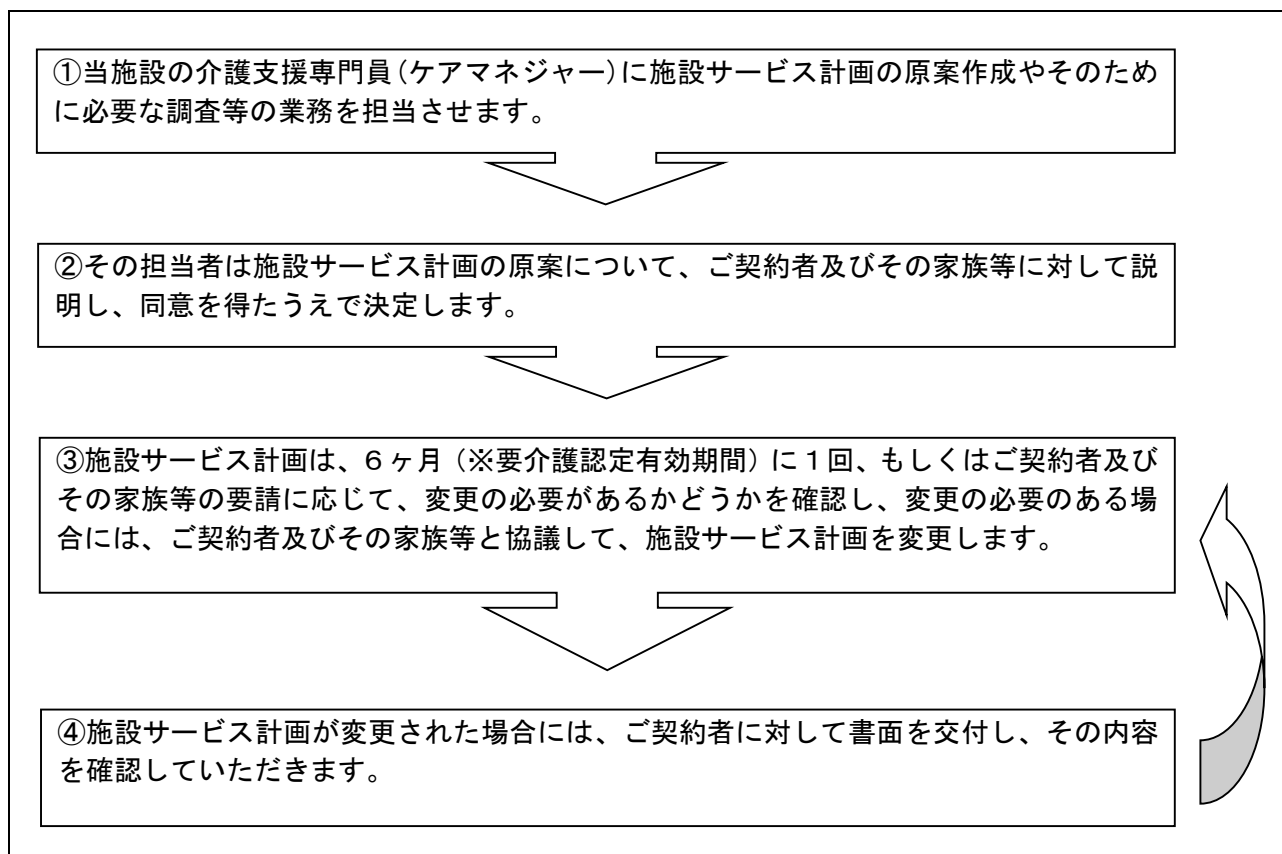 ①当施設の介護支援専門員(ケアマネジャー)に施設サービス計画の原案作成やそのため
に必要な調査等の業務を担当させます。
②その担当者は施設サービス計画の原案について、ご契約者及びその家族等に対して説
明し、同意を得たうえで決定します。
③施設サービス計画は、6ヶ月(※要介護認定有効期間)に1回、もしくはご契約者及び
その家族等の要請に応じて、変更の必要があるかどうかを確認し、変更の必要のある場
合には、ご契約者及びその家族等と協議して、施設サービス計画を変更します。
④施設サービス計画が変更された場合には、ご契約者に対して書面を交付し、その内容
を確認していただきます。